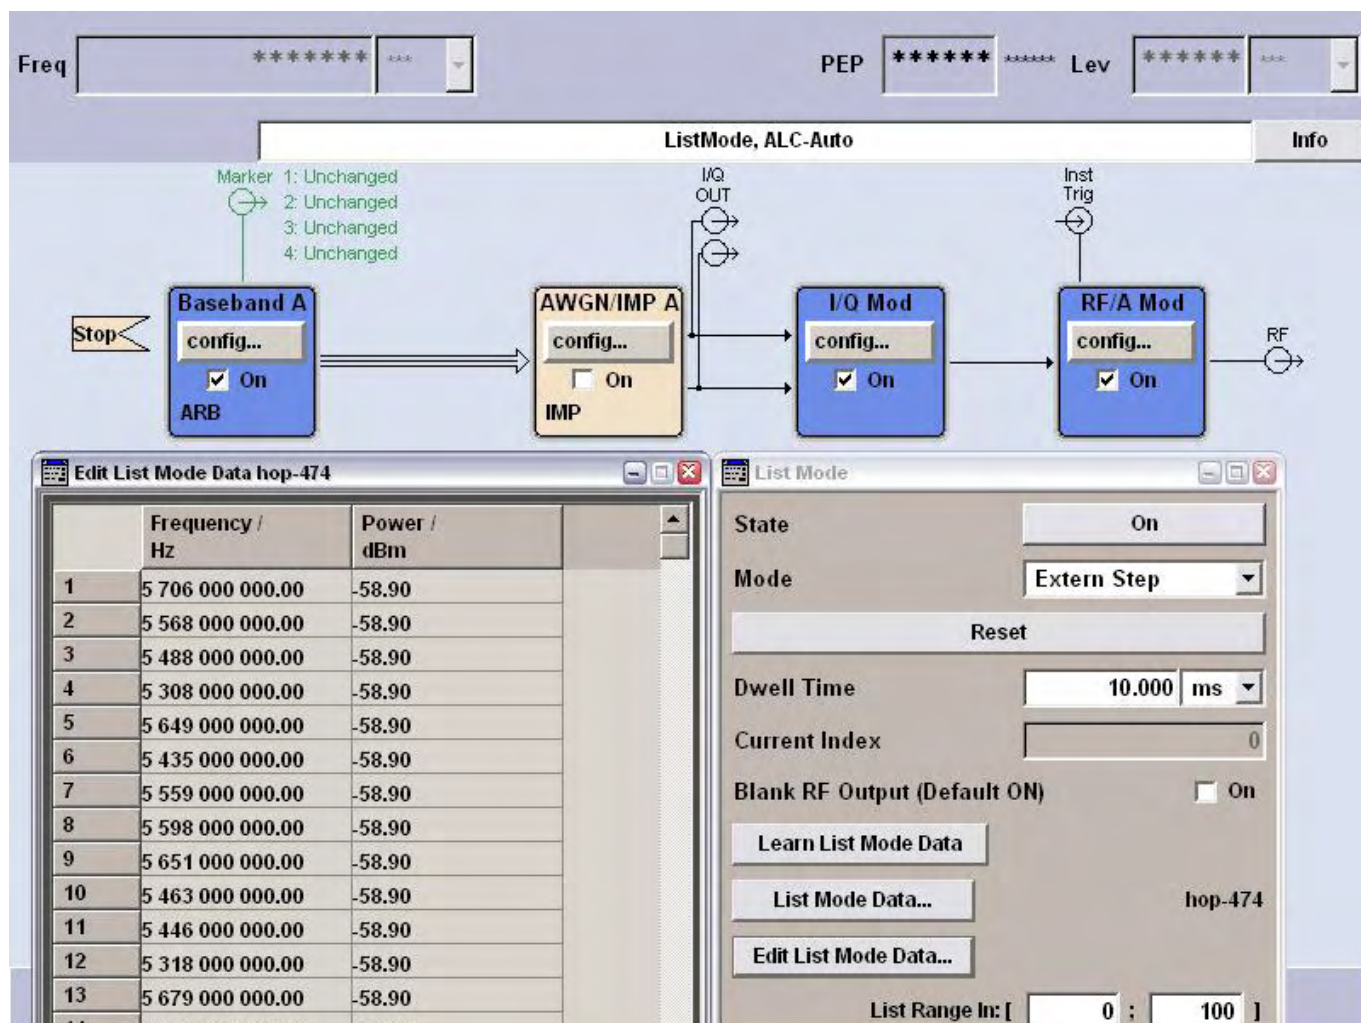 Freq ******* *** PEP ****** ****** Lev ****** ***
ListMode, ALC-Auto Info
Marker 1: Unchanged
2: Unchanged
3: Unchanged
4: Unchanged
I/Q
OUT
Inst
Trig
Stop
Baseband A
config...
On
ARB
AWGN/IMP A
config...
On
IMP
I/Q Mod
config...
On
RF/A Mod
config...
On
RF
Edit List Mode Data hop-474
Frequency / Hz Power / dBm
1 5 706 000 000.00 -58.90
2 5 568 000 000.00 -58.90
3 5 488 000 000.00 -58.90
4 5 308 000 000.00 -58.90
5 5 649 000 000.00 -58.90
6 5 435 000 000.00 -58.90
7 5 559 000 000.00 -58.90
8 5 598 000 000.00 -58.90
9 5 651 000 000.00 -58.90
10 5 463 000 000.00 -58.90
11 5 446 000 000.00 -58.90
12 5 318 000 000.00 -58.90
13 5 679 000 000.00 -58.90
List Mode
State On
Mode Extern Step
Reset
Dwell Time 10.000 ms
Current Index 0
Blank RF Output (Default ON) On
Learn List Mode Data
List Mode Data... hop-474
Edit List Mode Data...
List Range In: [ 0 : 100 ]